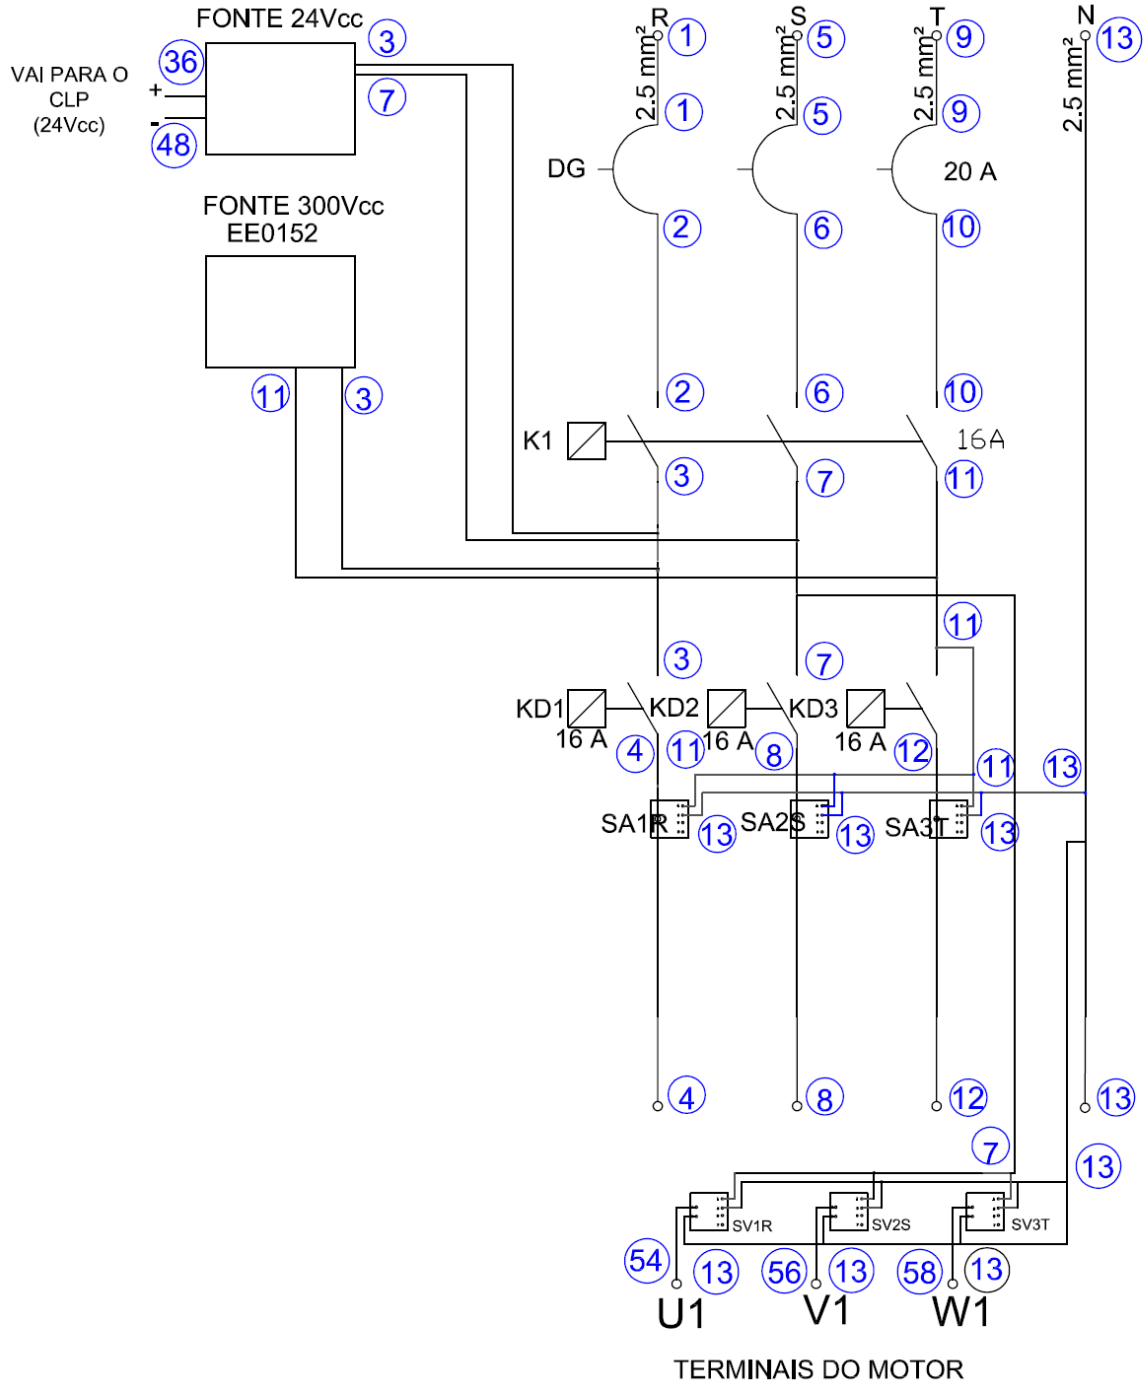 FONTE 24Vcc
3
R
1
S
5
T
9
N
13
36
VAI PARA O
CLP
(24Vcc)
+
-
48
7
2.5 mm²
2.5 mm²
2.5 mm²
2.5 mm²
1
5
9
DG
20 A
FONTE 300Vcc
EE0152
2
6
10
11
3
2
6
10
K1
16A
3
7
11
11
3
7
KD1
16 A
KD2
16 A
KD3
16 A
4
11
8
12
11
13
SA1R
13
SA2S
13
SA3T
13
4
8
12
13
7
13
SV1R
SV2S
SV3T
54
13
56
13
58
13
U1
V1
W1
TERMINAIS DO MOTOR